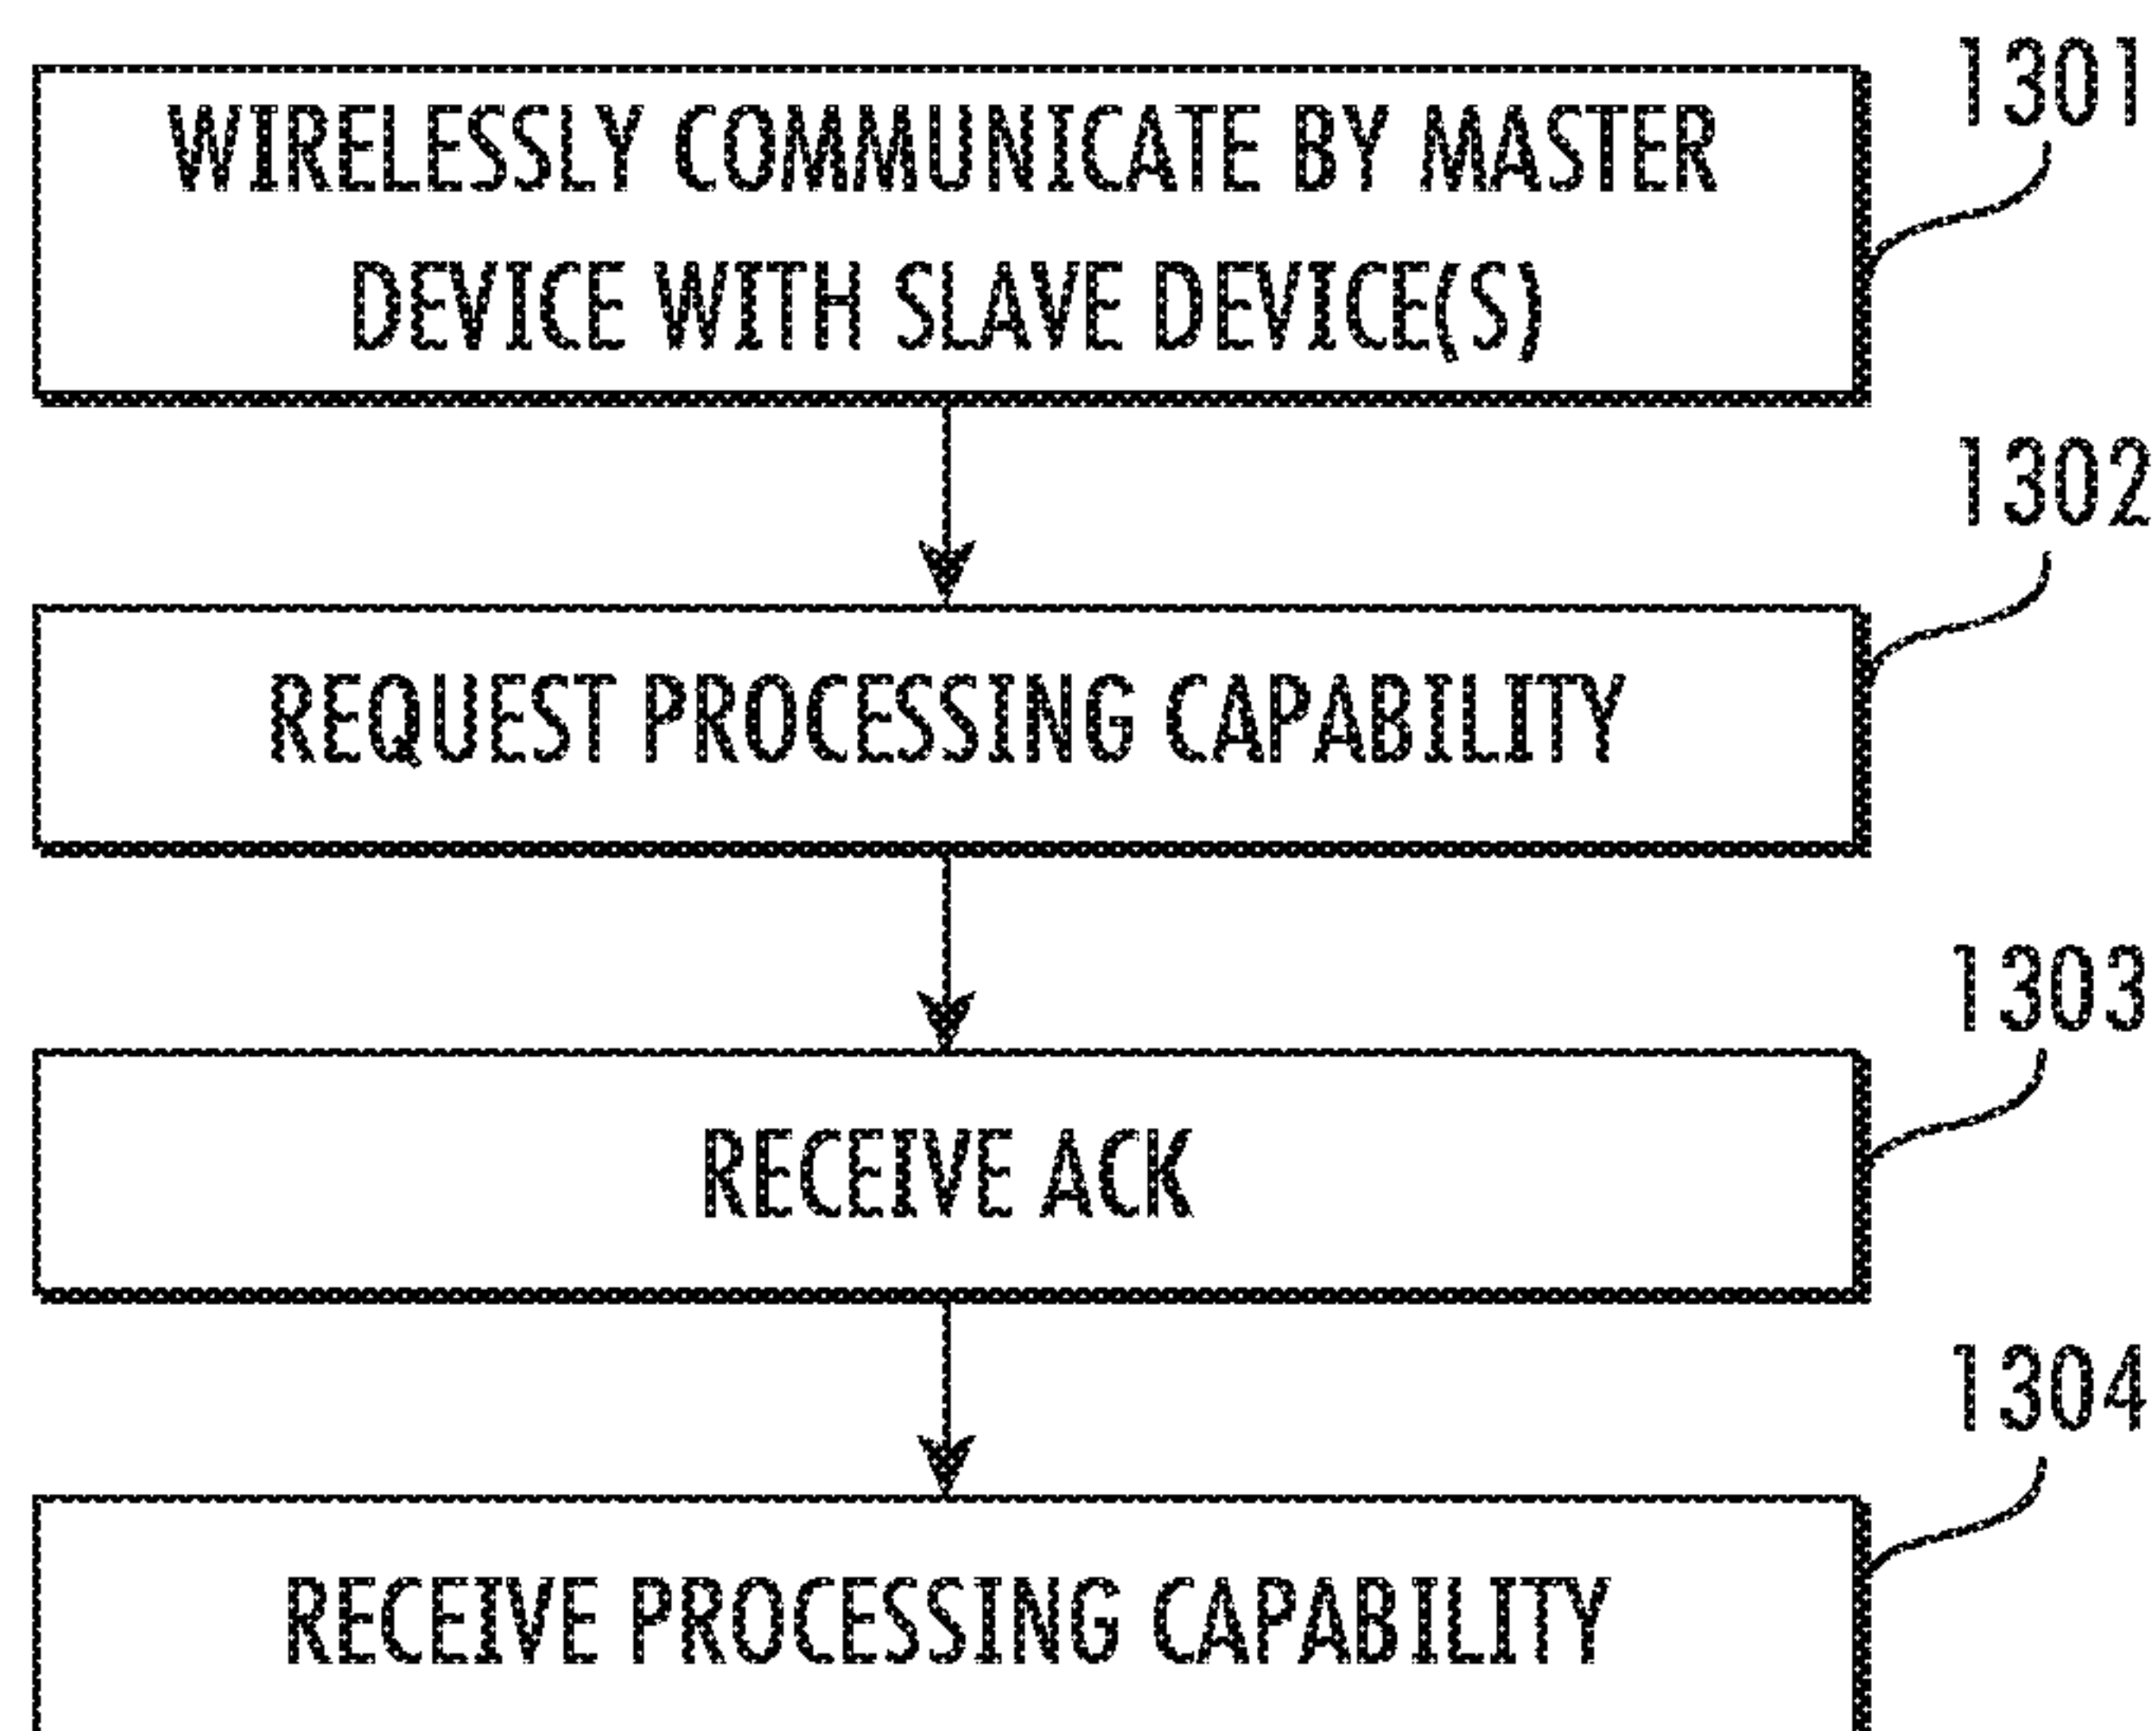 1301
WIRELESSLY COMMUNICATE BY MASTER
DEVICE WITH SLAVE DEVICE(S)
1302
REQUEST PROCESSING CAPABILITY
1303
RECEIVE ACK
1304
RECEIVE PROCESSING CAPABILITY